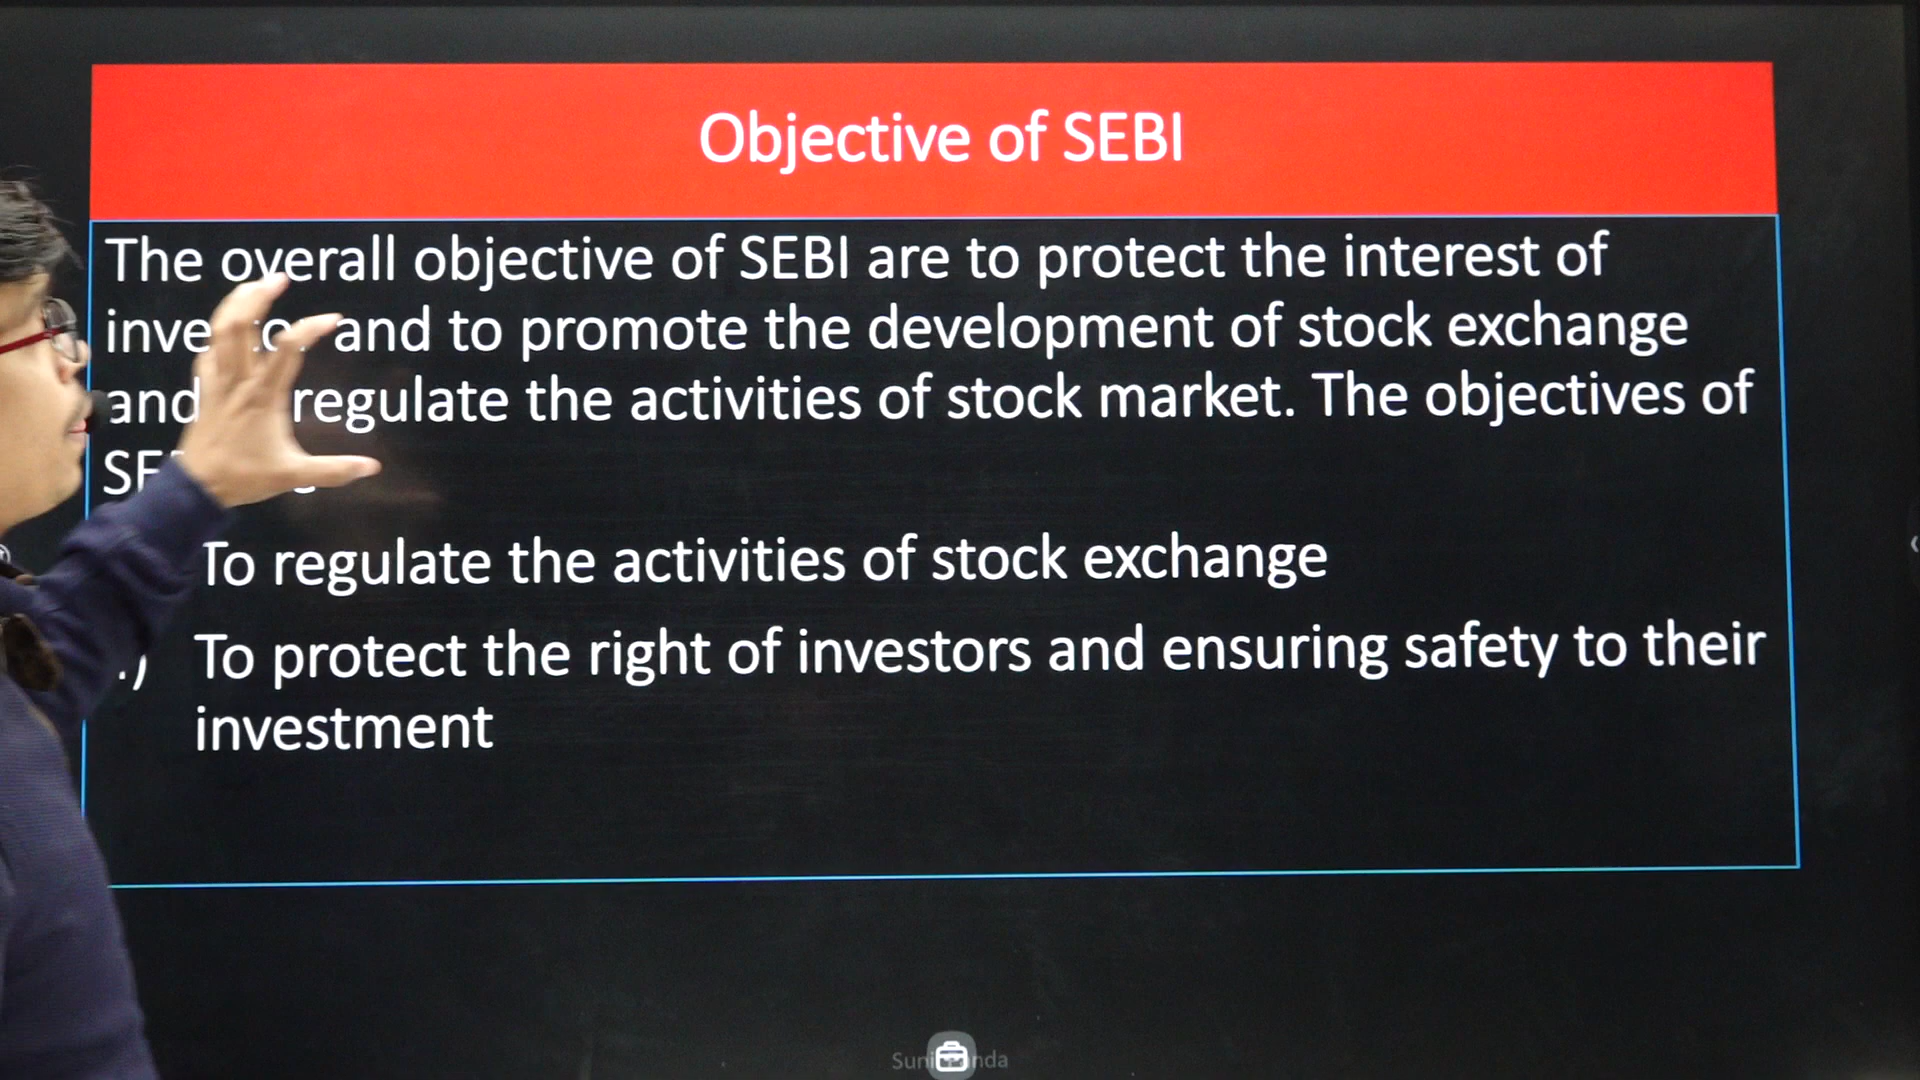 Objective of SEBI
The overall objective of SEBI are to protect the interest of
and to promote the development of stock exchange
and regulate the activities of stock market. The objectives of
To regulate the activities of stock exchange
.) To protect the right of investors and ensuring safety to their
investment